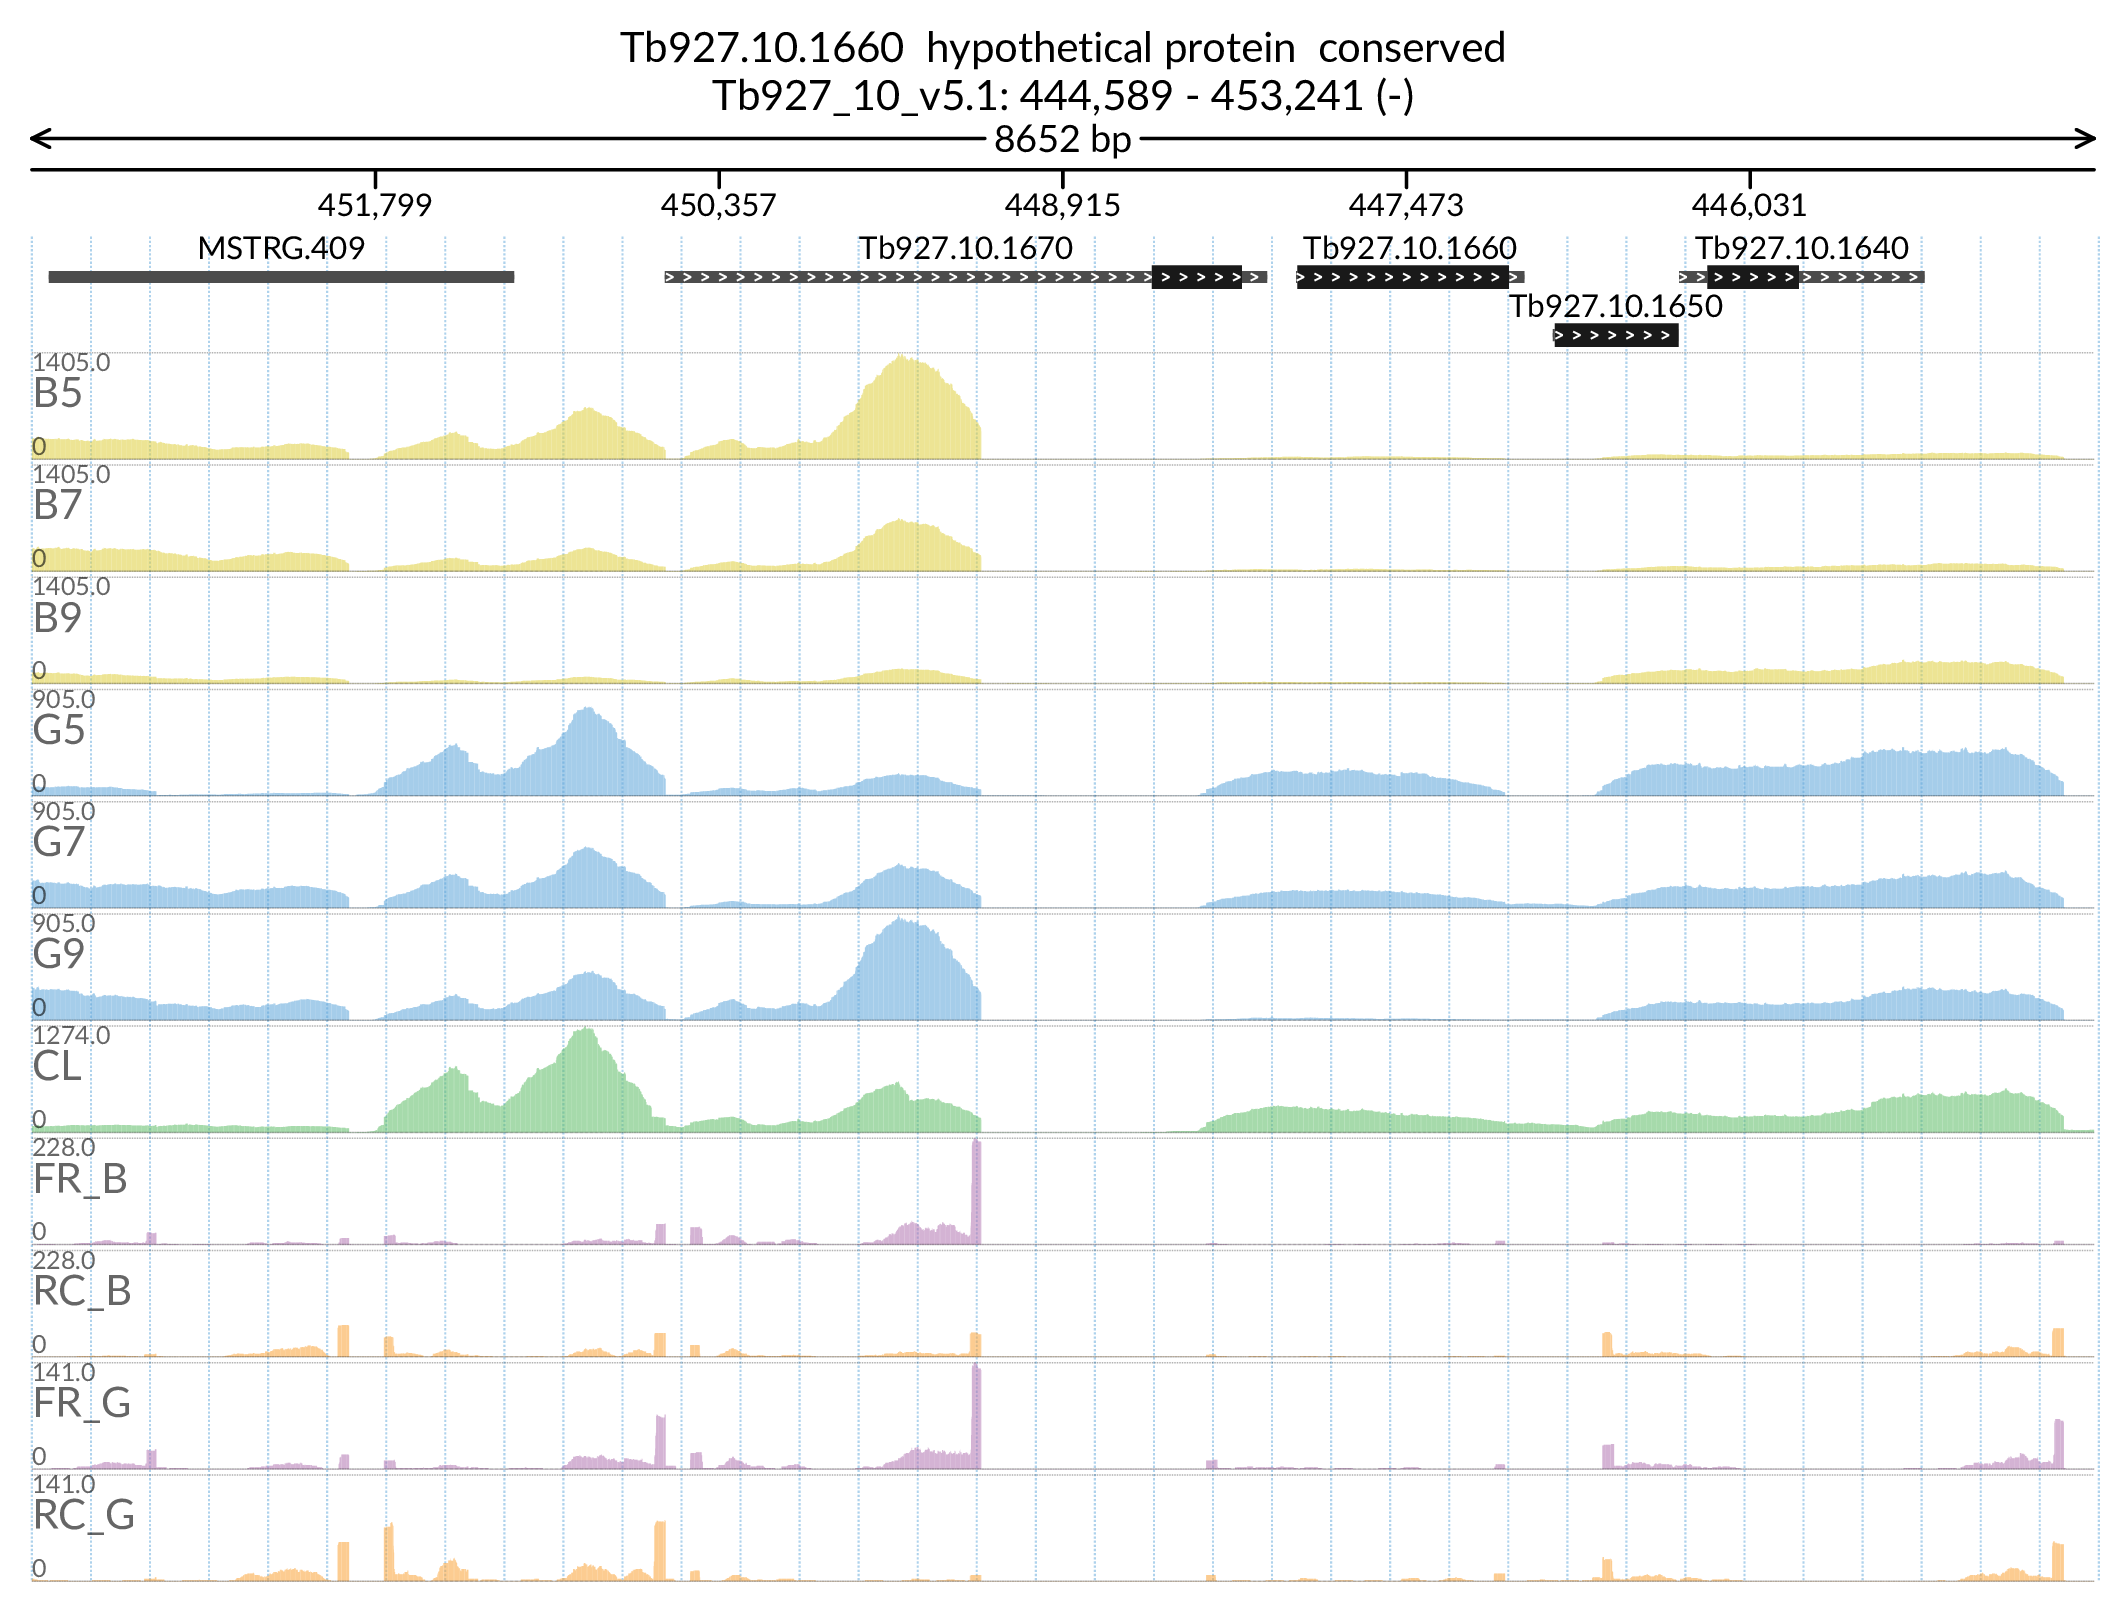 Tb927.10.1660  hypothetical protein  conserved
Tb927_10_v5.1: 444,589 - 453,241 (-)
8652 bp
451,799 450,357 448,915 447,473 446,031
MSTRG.409 Tb927.10.1670 Tb927.10.1660 Tb927.10.1640
Tb927.10.1650
1405.0
B5
0
1405.0
B7
0
1405.0
B9
0
905.0
G5
0
905.0
G7
0
905.0
G9
0
1274.0
CL
0
228.0
FR_B
0
228.0
RC_B
0
141.0
FR_G
0
141.0
RC_G
0